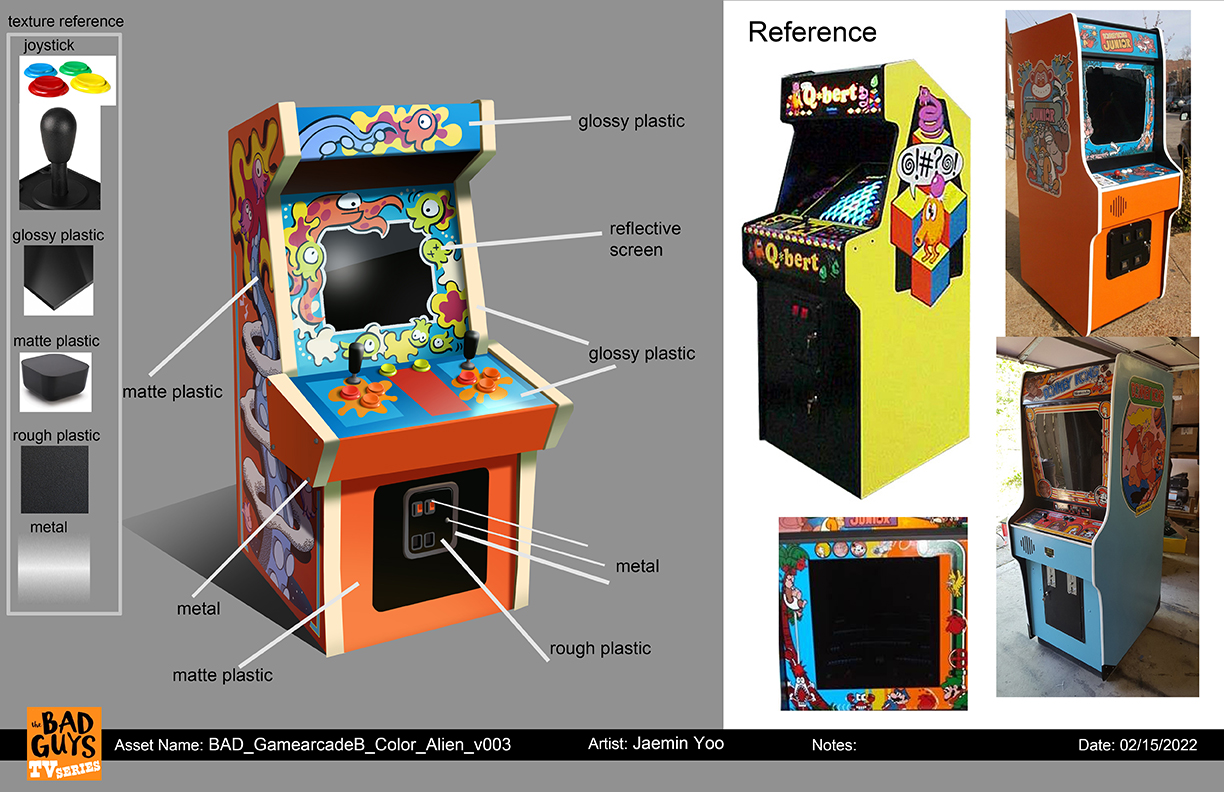 texture reference
joystick
glossy plastic
matte plastic
rough plastic
metal
glossy plastic
reflective
screen
glossy plastic
matte plastic
metal
metal
rough plastic
matte plastic
Reference
Q*bert
@!#?@!
Q*bert
JUNIOR
JUNIOR
JUNIOR
the
BAD
GUYS
TV SERIES
Asset Name: BAD_GamearcadeB_Color_Alien_v003
Artist: Jaemin Yoo
Notes:
Date: 02/15/2022